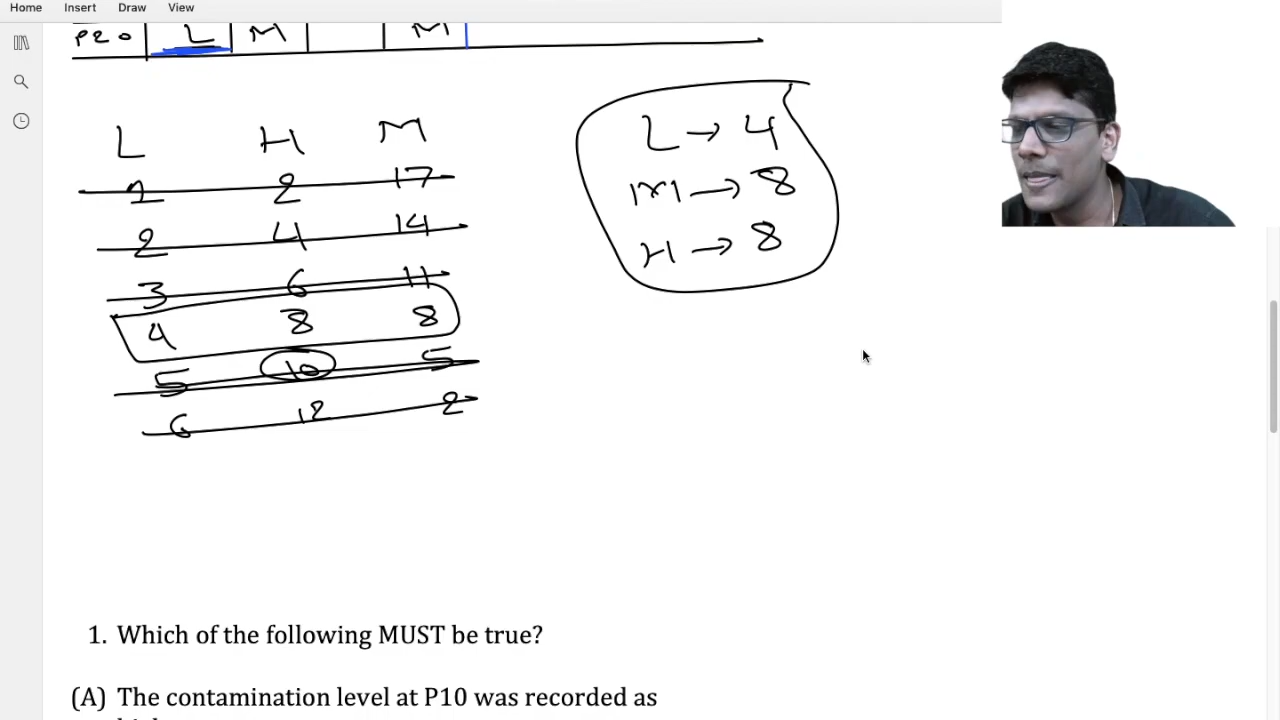 Home Insert Draw View
P20 L M M
L H M
1 2 17
2 4 14
3 6 11
4 8 8
5 10 5
6 12 2
L → 4
M → 8
H → 8
1. Which of the following MUST be true?
(A) The contamination level at P10 was recorded as